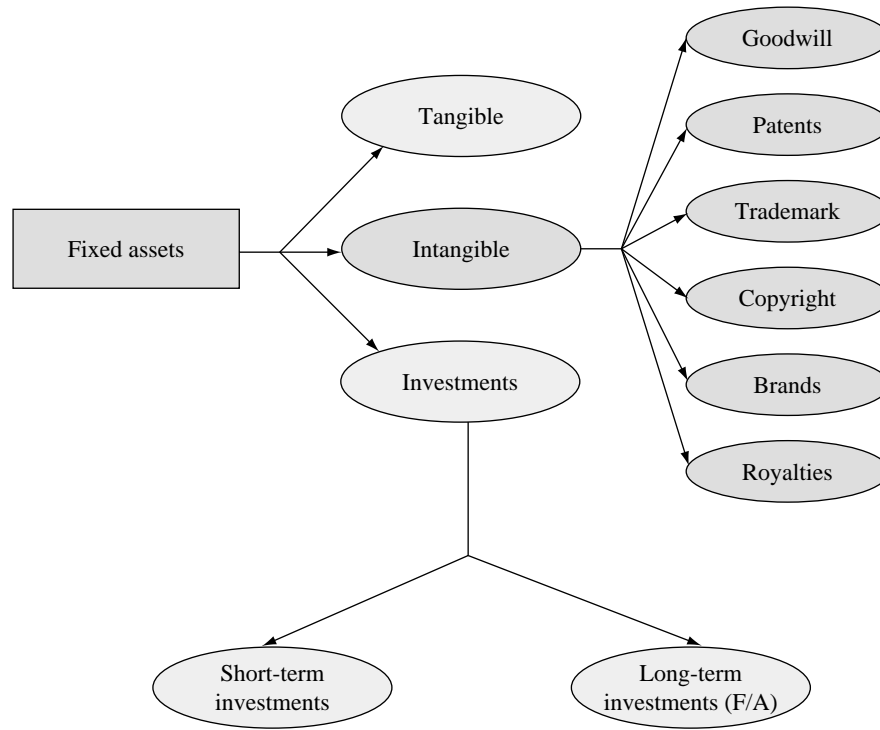 Goodwill
Tangible
Patents
Trademark
Fixed assets
Intangible
Copyright
Investments
Brands
Royalties
Short-term
investments
Long-term
investments (F/A)